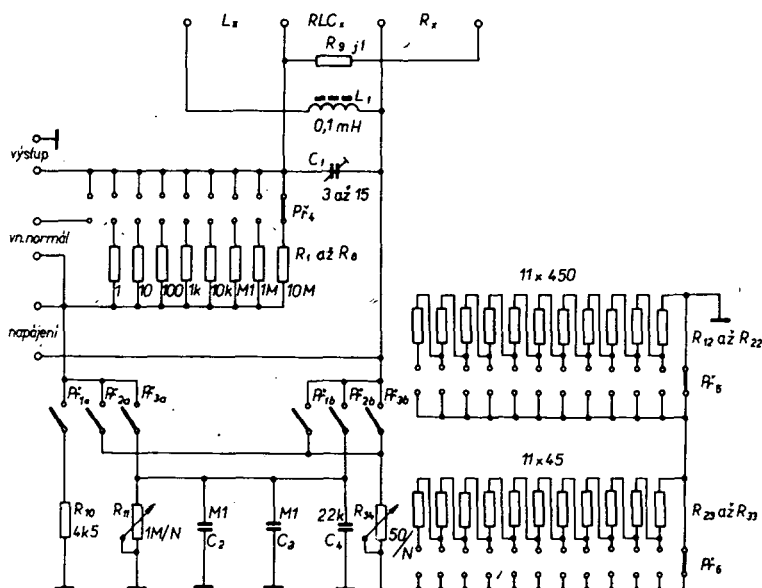 Lx RLCx Rx
R9 jl
L1
0,1 mH
výstup
C1
3 až 15
Př4
vn.normál
R1 až R8
1 10 100 1k 10k M1 1M 10M
11 x 450
napájení
R12 až R22
Př5
Př1a Př2a Př3a
Př1b Př2b Př3b
11 x 45
R10
4k5
R11
1M/N
M1
C2
M1
C3
22k
C4
R34
50/N
R23 až R33
Př6